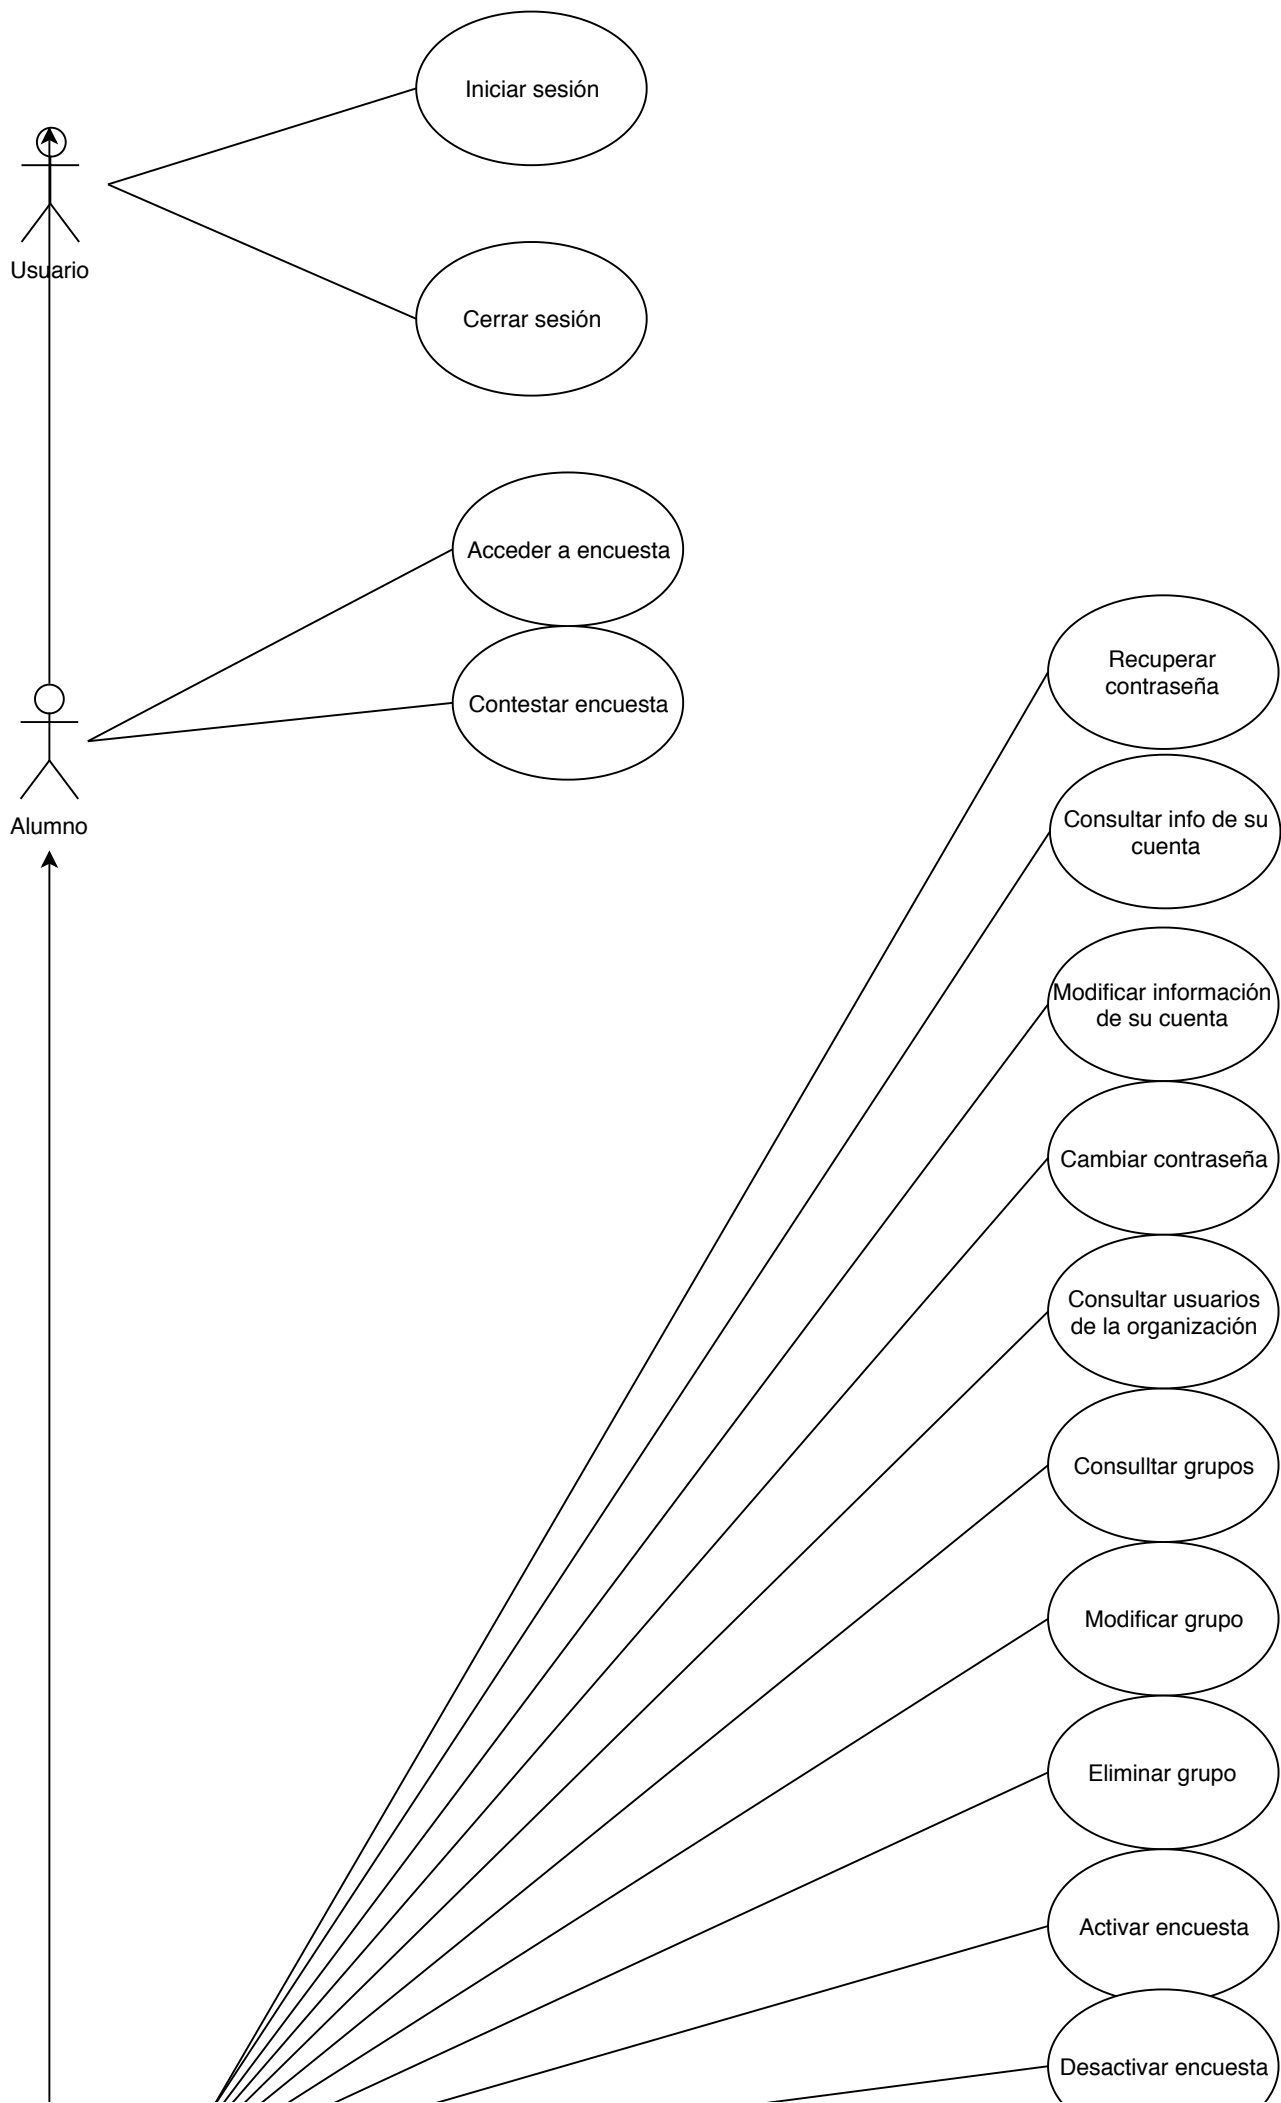 Iniciar sesión
Usuario
Cerrar sesión
Acceder a encuesta
Contestar encuesta
Alumno
Recuperar
contraseña
Consultar info de su
cuenta
Modificar información
de su cuenta
Cambiar contraseña
Consultar usuarios
de la organización
Consulltar grupos
Modificar grupo
Eliminar grupo
Activar encuesta
Desactivar encuesta